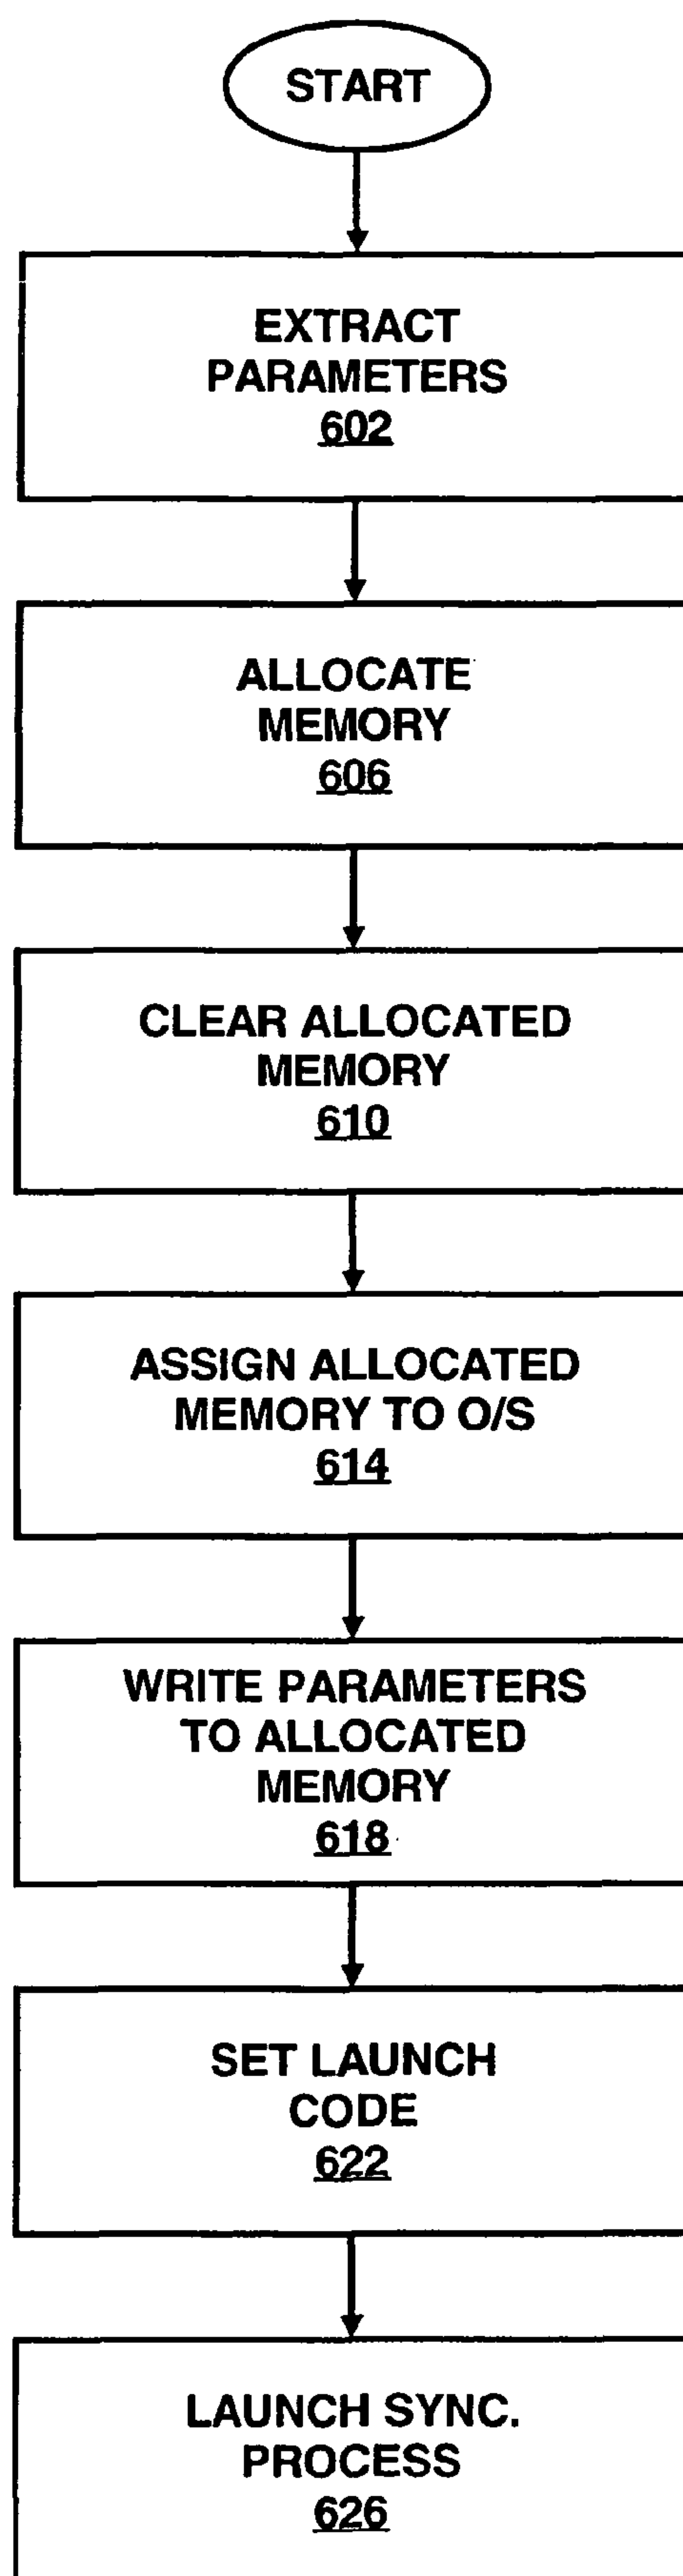 START
EXTRACT
PARAMETERS
602
ALLOCATE
MEMORY
606
CLEAR ALLOCATED
MEMORY
610
ASSIGN ALLOCATED
MEMORY TO O/S
614
WRITE PARAMETERS
TO ALLOCATED
MEMORY
618
SET LAUNCH
CODE
622
LAUNCH SYNC.
PROCESS
626